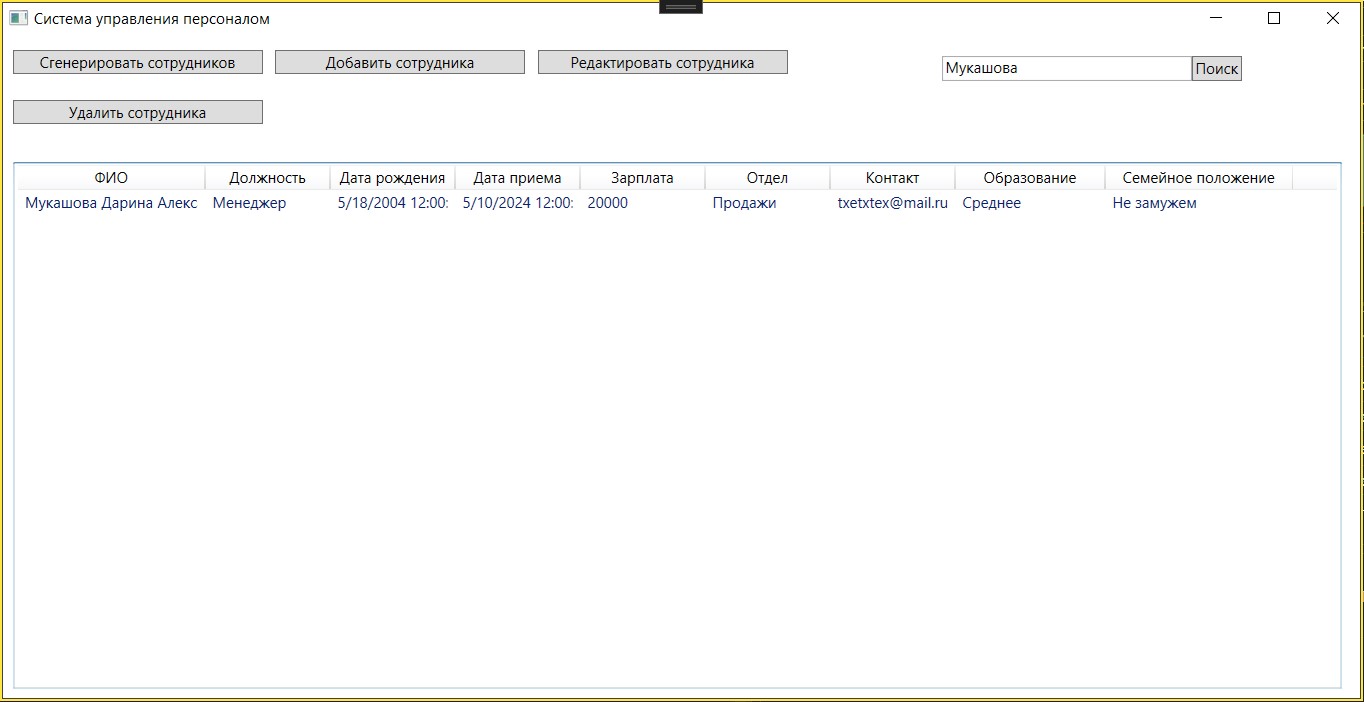 Система управления персоналом
Сгенерировать сотрудников Добавить сотрудника Редактировать сотрудника Мукашова Поиск
Удалить сотрудника
ФИО Должность Дата рождения Дата приема Зарплата Отдел Контакт Образование Семейное положение
Мукашова Дарина Алекс Менеджер 5/18/2004 12:00: 5/10/2024 12:00: 20000 Продажи txetxtex@mail.ru Среднее Не замужем